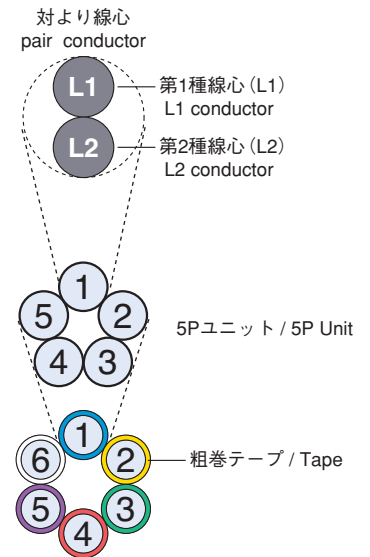 対より線心
pair conductor
L1
第1種線心(L1)
L1 conductor
L2
第2種線心(L2)
L2 conductor
1
5
2
4
3
5Pユニット / 5P Unit
1
6
2
粗巻テープ / Tape
5
3
4